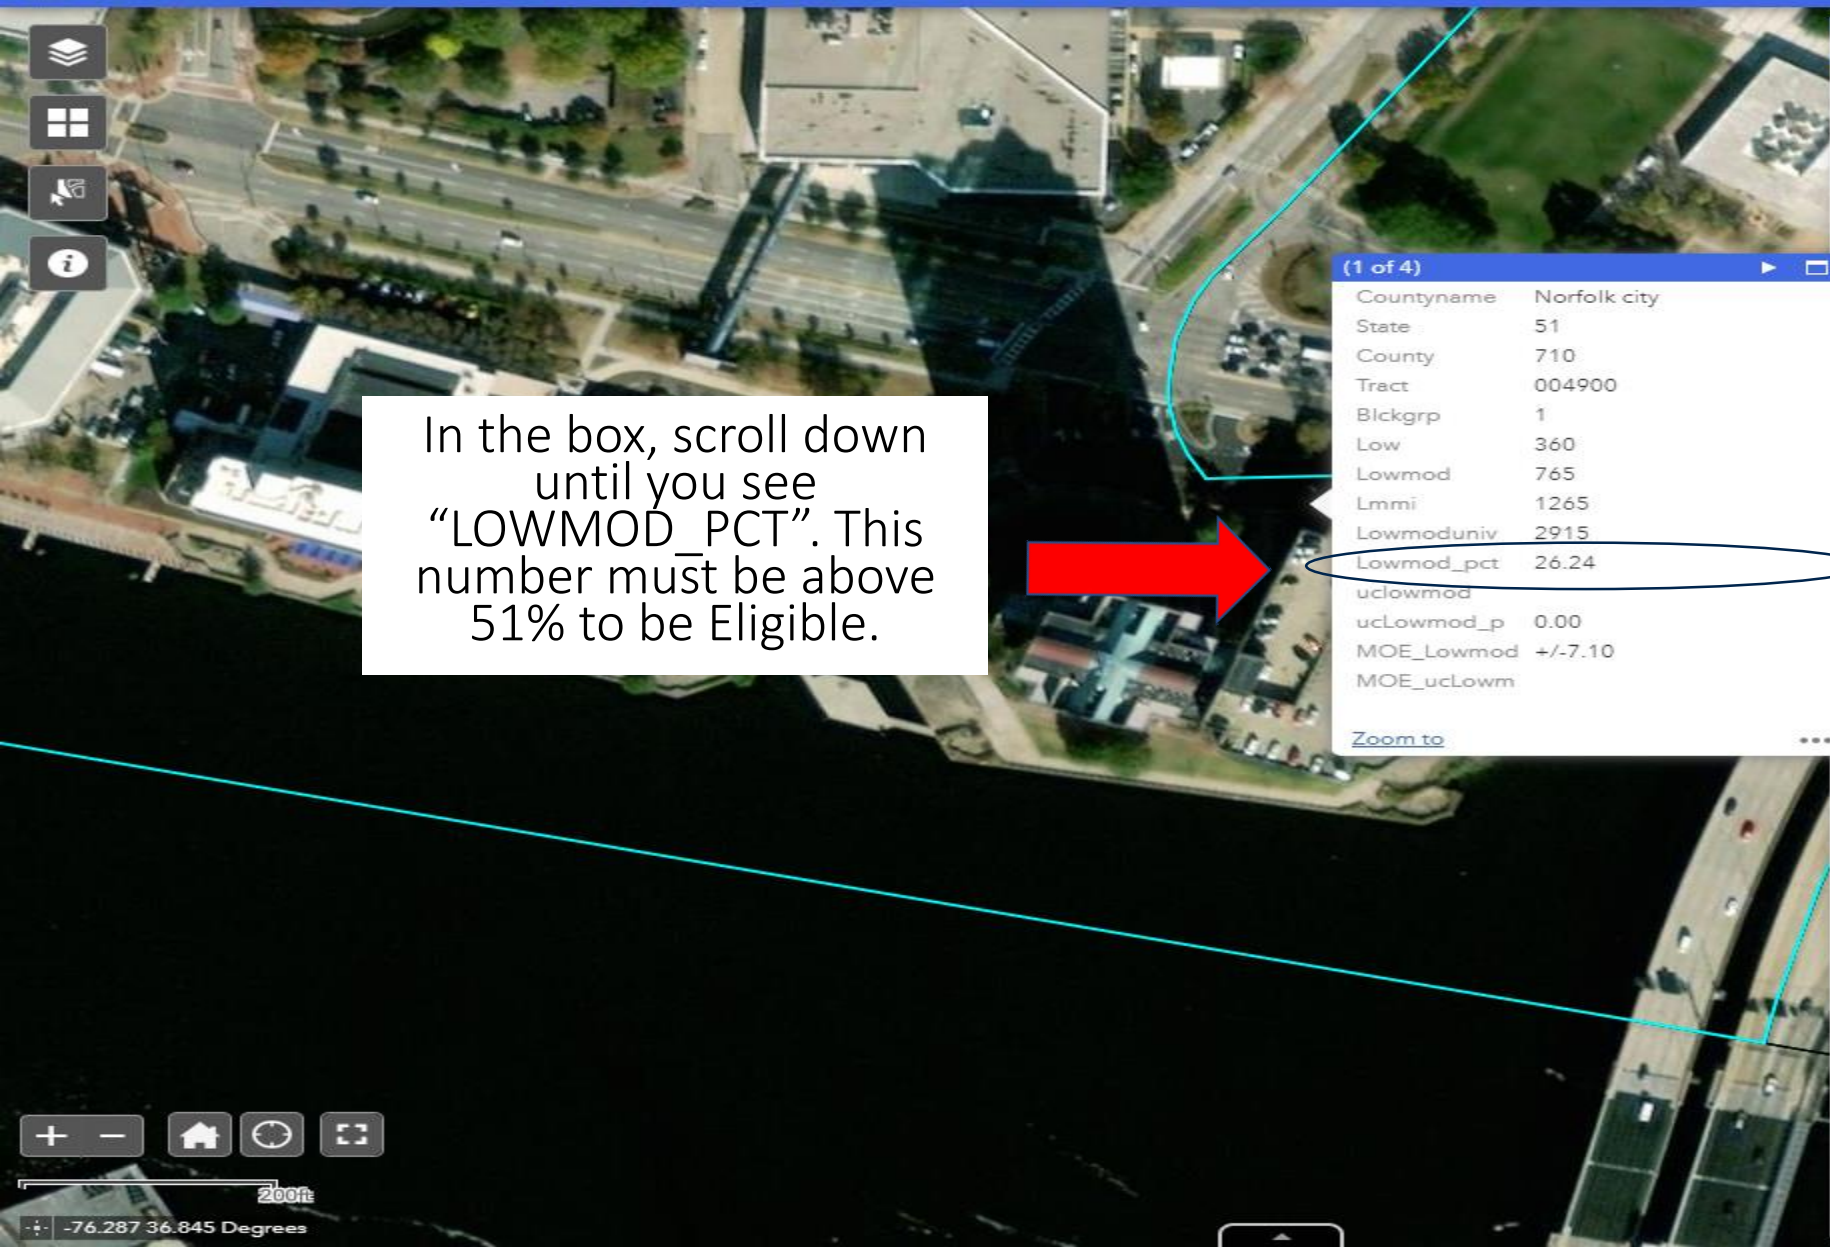 (1 of 4)
Countyname Norfolk city
State 51
County 710
Tract 004900
Blckgrp 1
Low 360
Lowmod 765
Lmmi 1265
Lowmoduniv 2915
Lowmod_pct 26.24
uclowmod
ucLowmod_p 0.00
MOE_Lowmod +/-7.10
MOE_ucLowm
Zoom to
In the box, scroll down
until you see
“LOWMOD_PCT”. This
number must be above
51% to be Eligible.
200ft
-76.287 36.845 Degrees